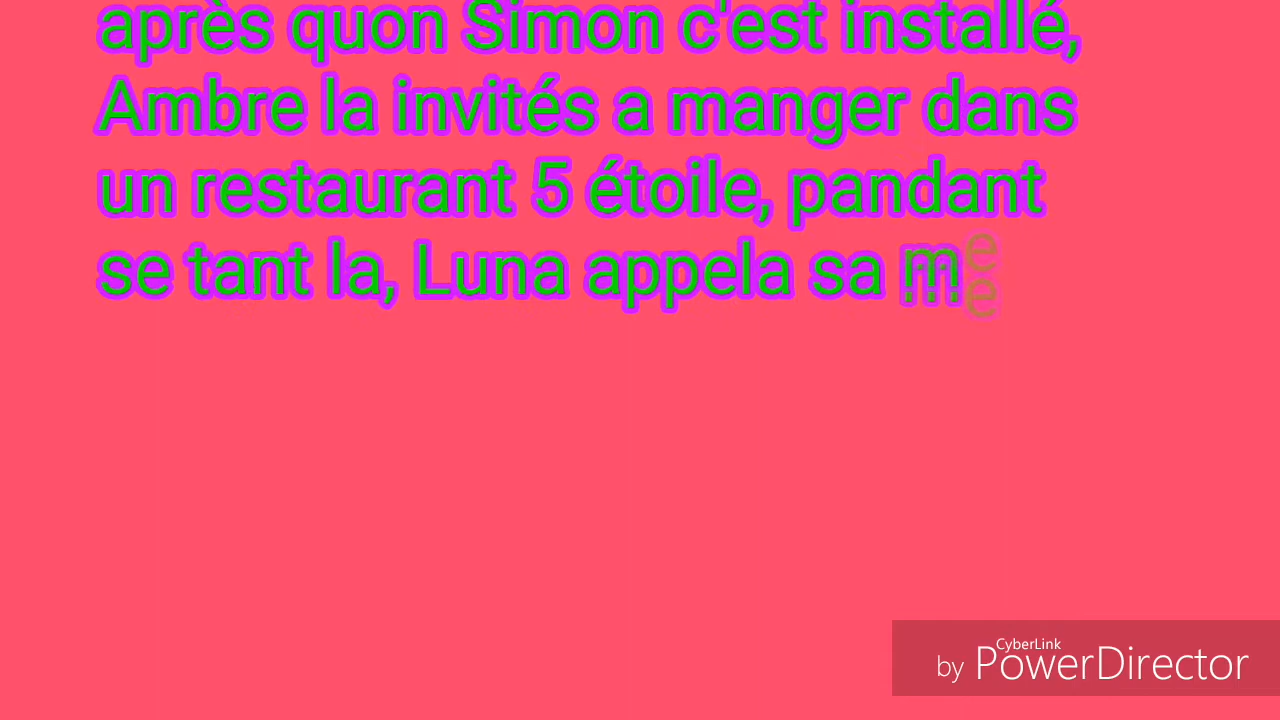 après quon Simon c'est installé,
Ambre la invités a manger dans
un restaurant 5 étoile, pandant
se tant la, Luna appela sa
CyberLink
by PowerDirector